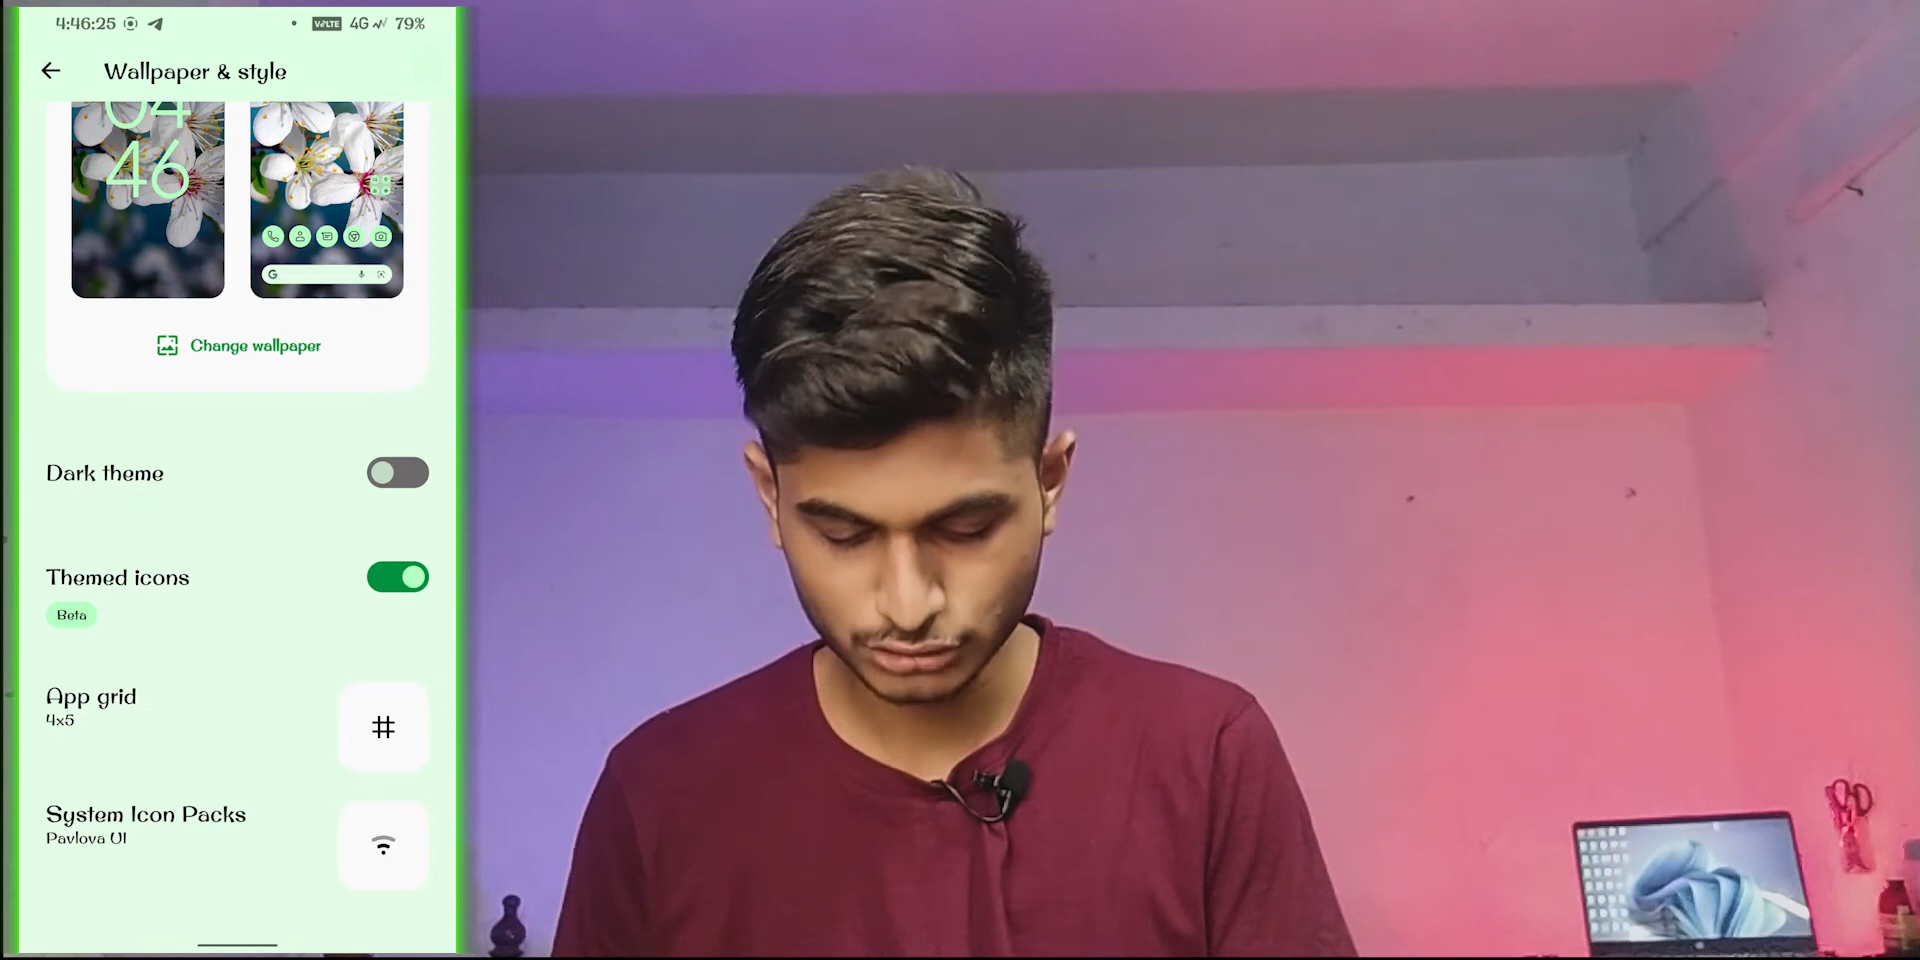 4:46:25 VoLTE 4G 79%
Wallpaper & style
04
46
G
Change wallpaper
Dark theme
Themed icons
Beta
App grid
4x5
System Icon Packs
Pavlova UI